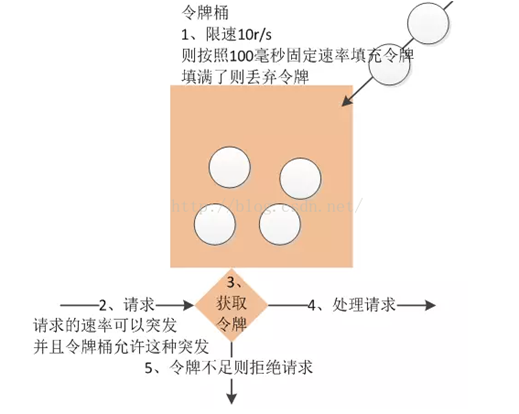 令牌桶
1、限速10r/s
则按照100毫秒固定速率填充令牌
填满了则丢弃令牌
http://blog.csdn.net/
3、
获取
令牌
2、请求
4、处理请求
请求的速率可以突发
并且令牌桶允许这种突发
5、令牌不足则拒绝请求